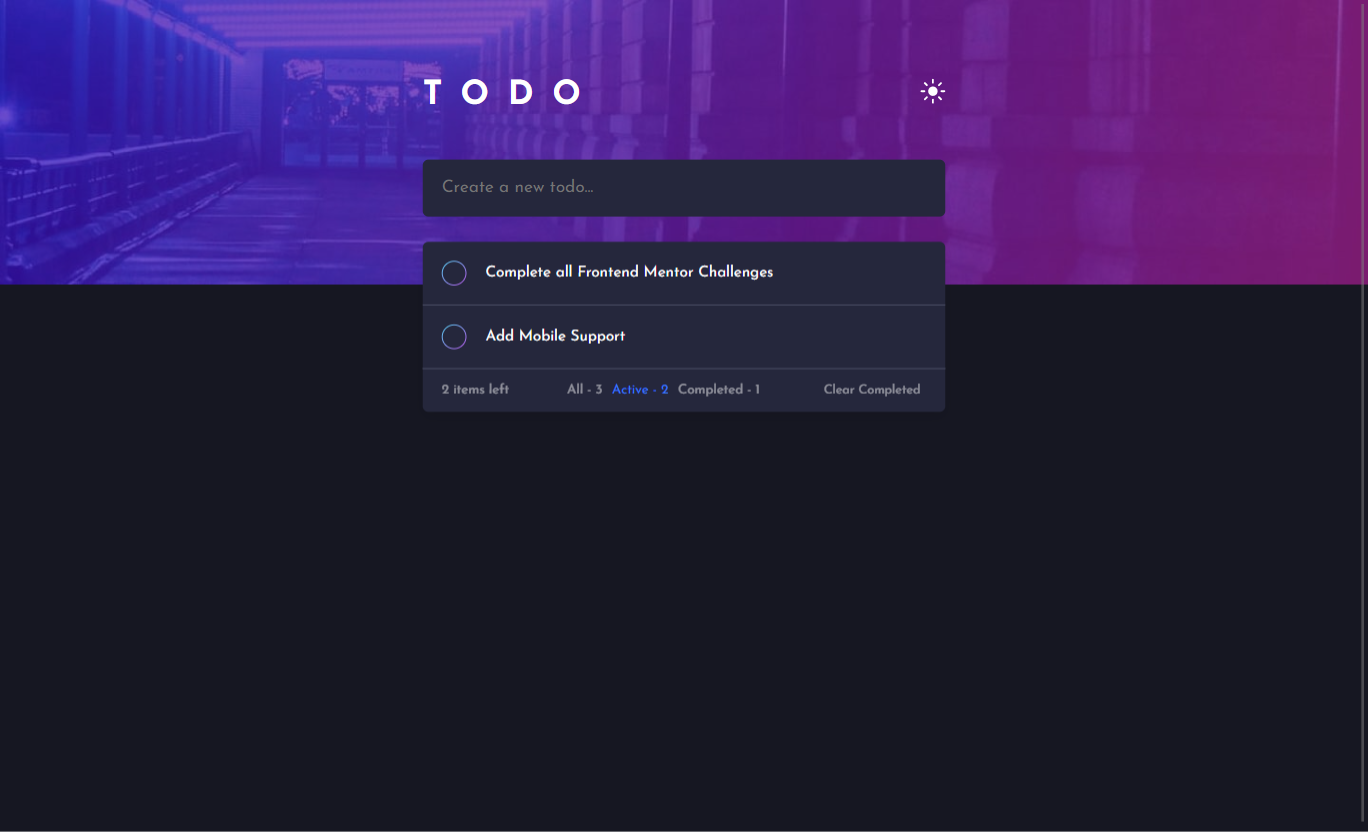 TODO
Create a new todo...
Complete all Frontend Mentor Challenges
Add Mobile Support
2 items left All - 3 Active - 2 Completed - 1 Clear Completed